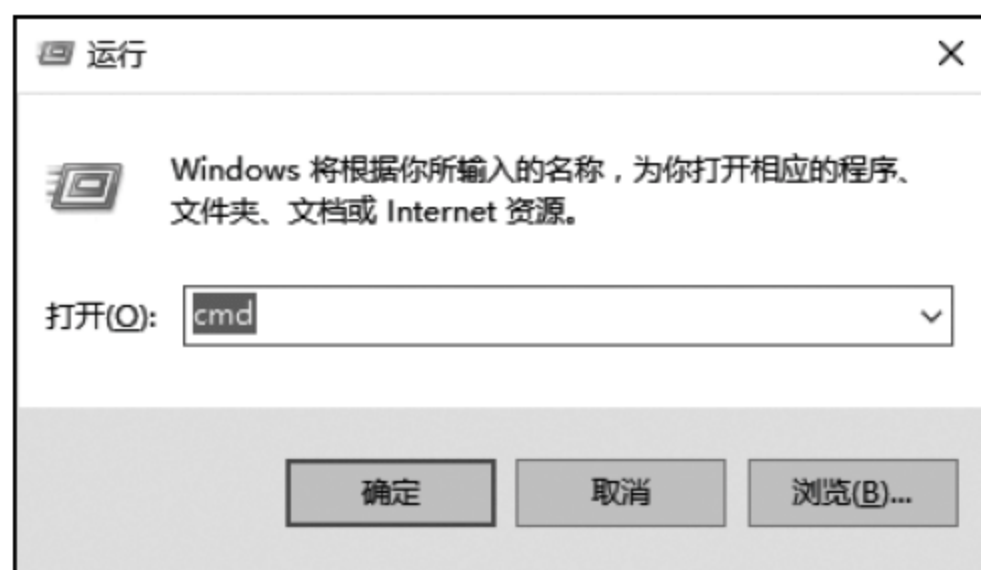 运行
Windows 将根据你所输入的名称，为你打开相应的程序、
文件夹、文档或 Internet 资源。
打开(O): cmd
确定 取消 浏览(B)...